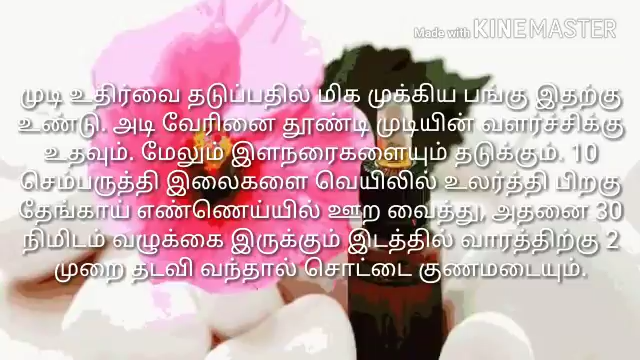 Made with KINEMASTER
முடி உதிர்வை தடுப்பதில் மிக முக்கிய பங்கு இதற்கு
உண்டு. அடி வேரினை தூண்டி முடியின் வளர்ச்சிக்கு
உதவும். மேலும் இளநரைகளையும் தடுக்கும். 10
செம்பருத்தி இலைகளை வெயிலில் உலர்த்தி பிறகு
தேங்காய் எண்ணெய்யில் ஊற வைத்து, அதனை 30
நிமிடம் வழுக்கை இருக்கும் இடத்தில் வாரத்திற்கு 2
முறை தடவி வந்தால் சொட்டை குணமடையும்.